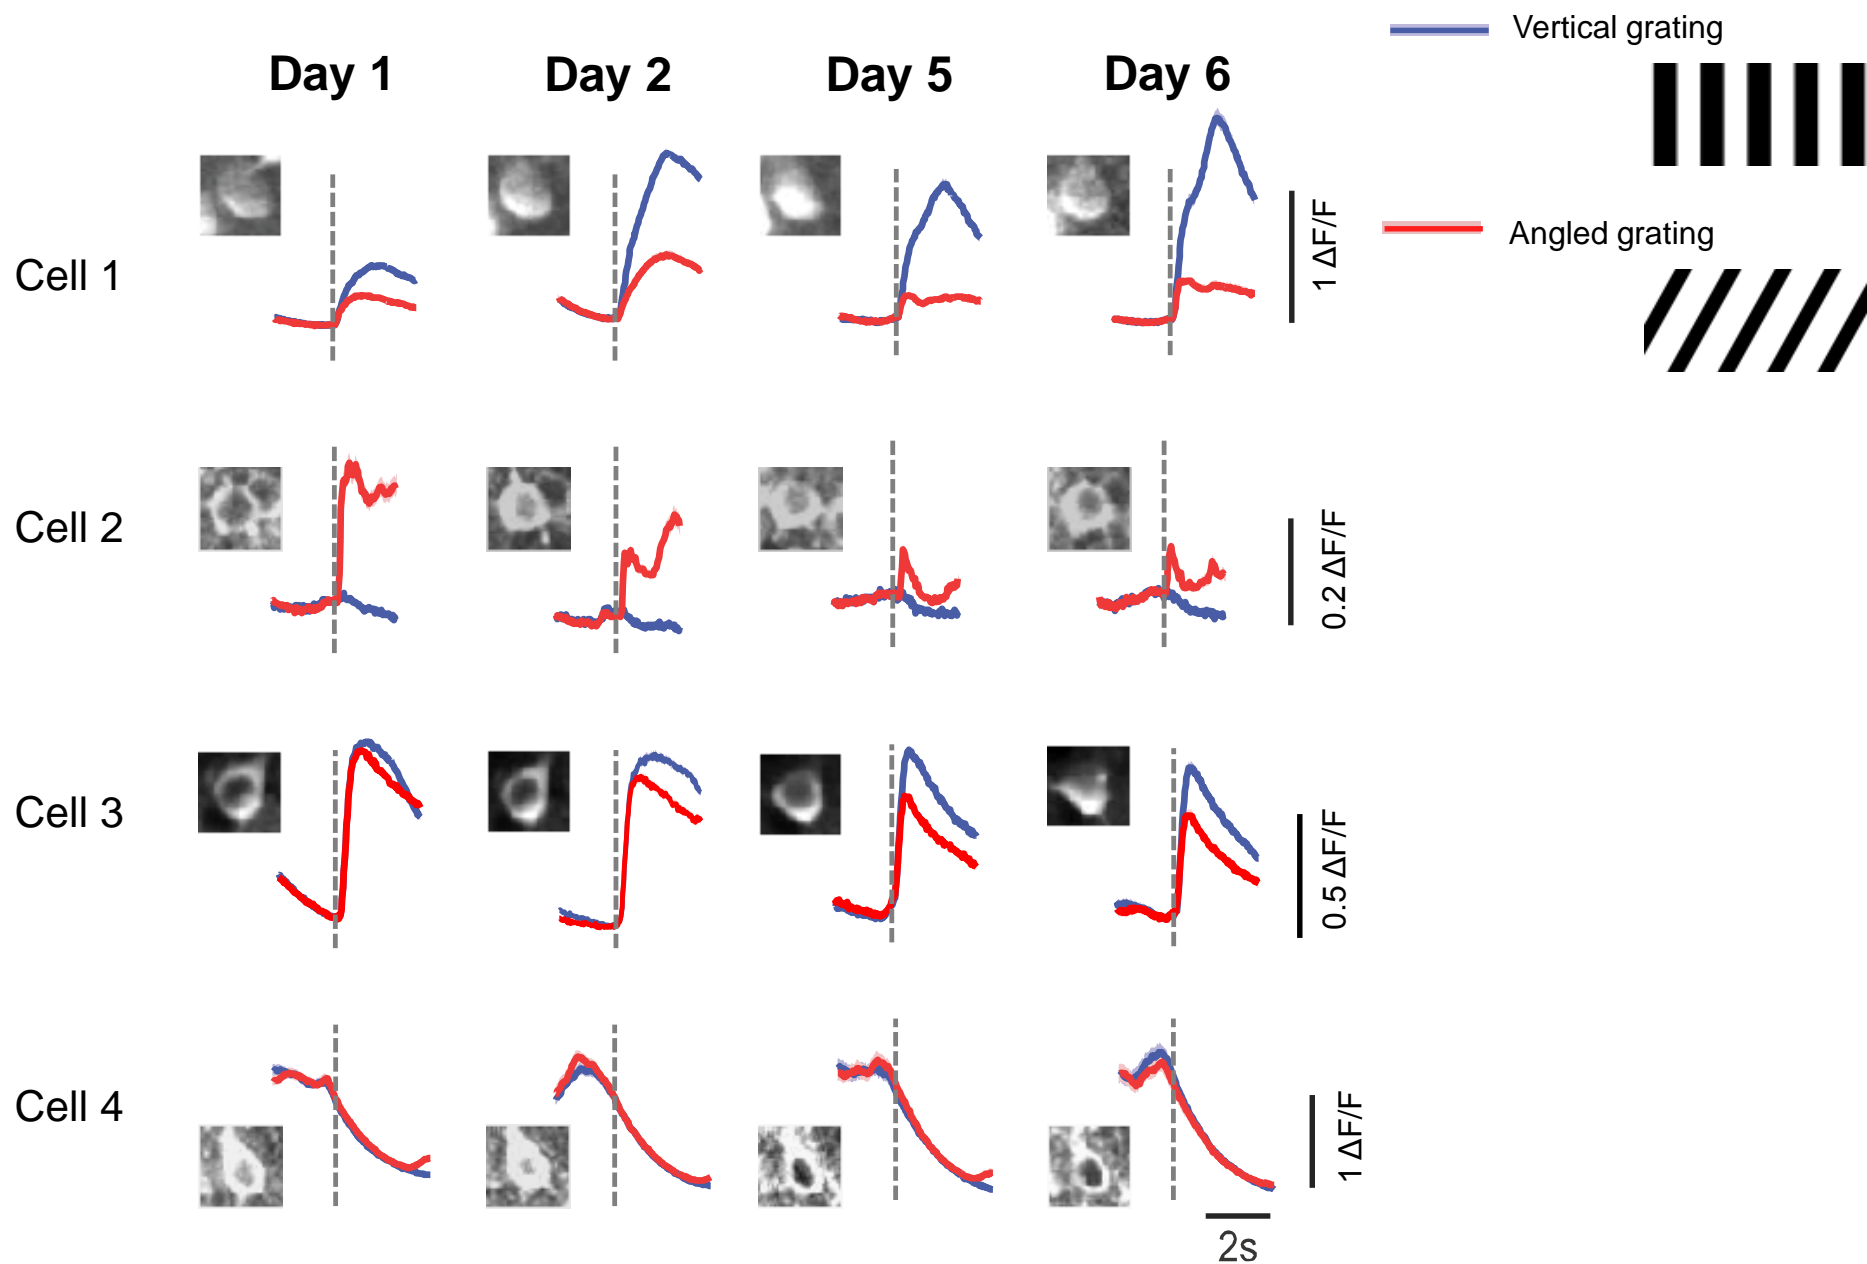 Vertical grating
Day 1 Day 2 Day 5 Day 6
Angled grating
Cell 1
1 ΔF/F
Cell 2
0.2 ΔF/F
Cell 3
0.5 ΔF/F
Cell 4
1 ΔF/F
2s